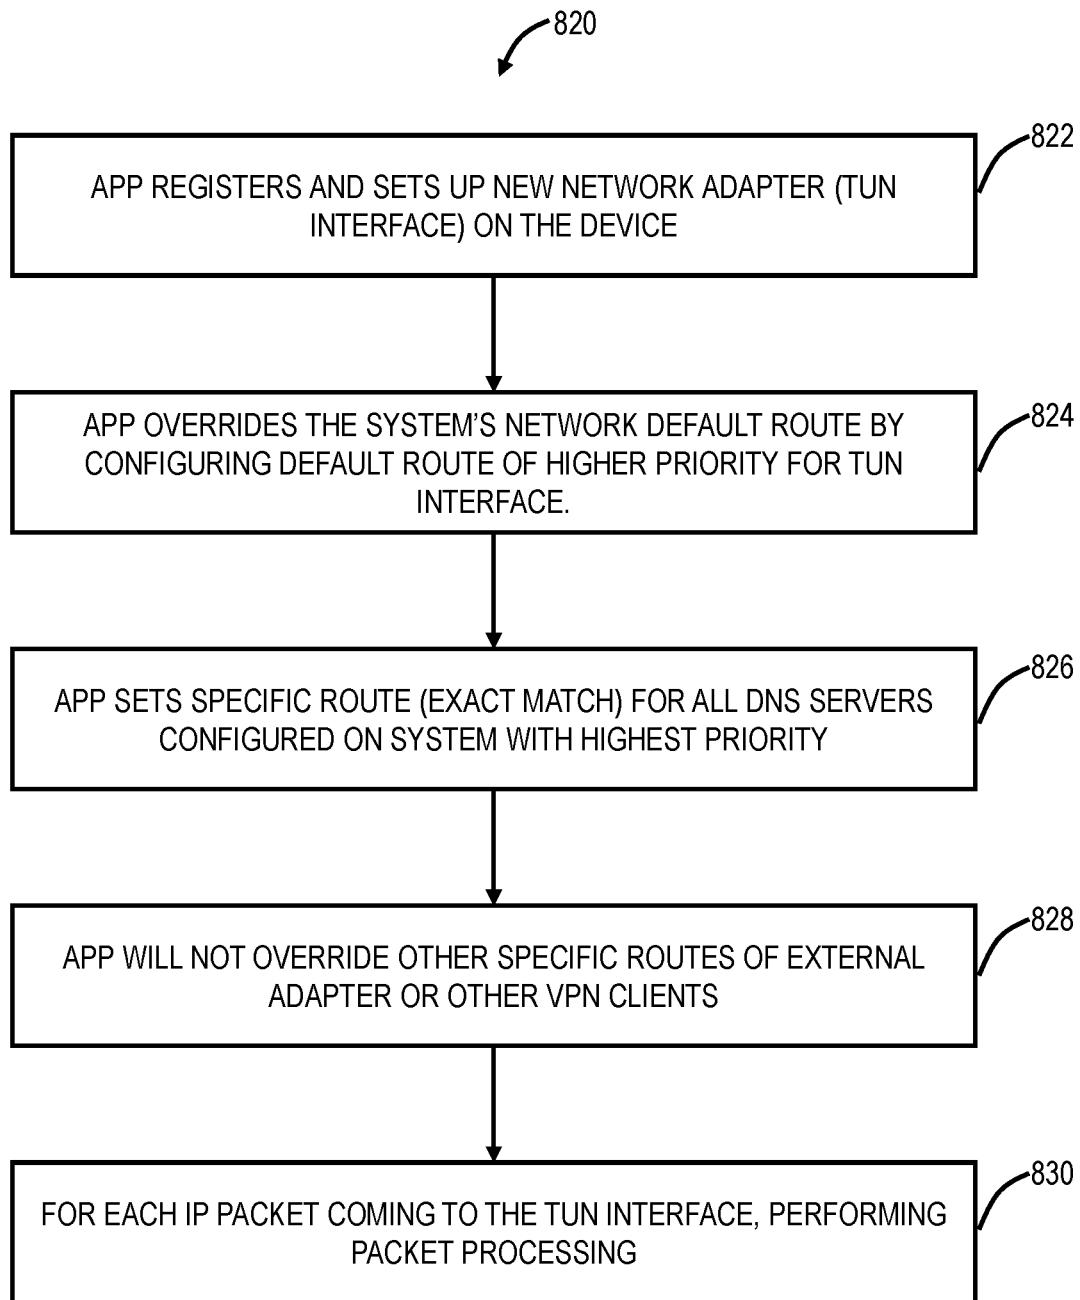 820
822
APP REGISTERS AND SETS UP NEW NETWORK ADAPTER (TUN
INTERFACE) ON THE DEVICE
824
APP OVERRIDES THE SYSTEM'S NETWORK DEFAULT ROUTE BY
CONFIGURING DEFAULT ROUTE OF HIGHER PRIORITY FOR TUN
INTERFACE.
826
APP SETS SPECIFIC ROUTE (EXACT MATCH) FOR ALL DNS SERVERS
CONFIGURED ON SYSTEM WITH HIGHEST PRIORITY
828
APP WILL NOT OVERRIDE OTHER SPECIFIC ROUTES OF EXTERNAL
ADAPTER OR OTHER VPN CLIENTS
830
FOR EACH IP PACKET COMING TO THE TUN INTERFACE, PERFORMING
PACKET PROCESSING